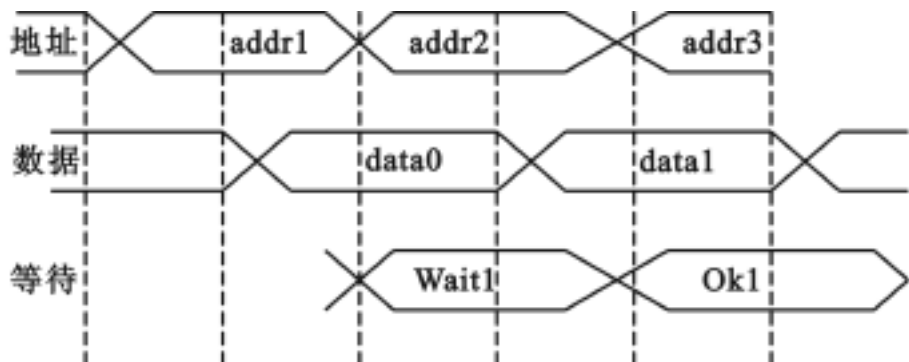 地址 addr1 addr2 addr3
数据 data0 data1
等待 Wait1 Ok1